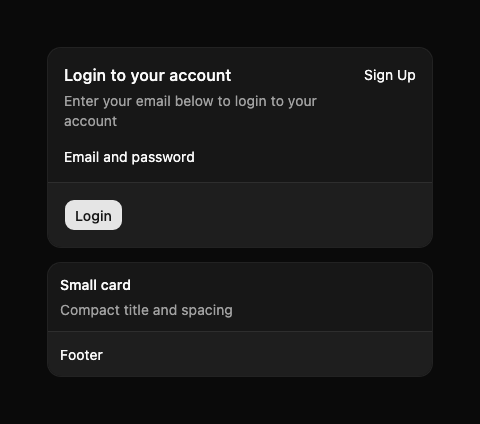 Login to your account
Sign Up
Enter your email below to login to your
account
Email and password
Login
Small card
Compact title and spacing
Footer